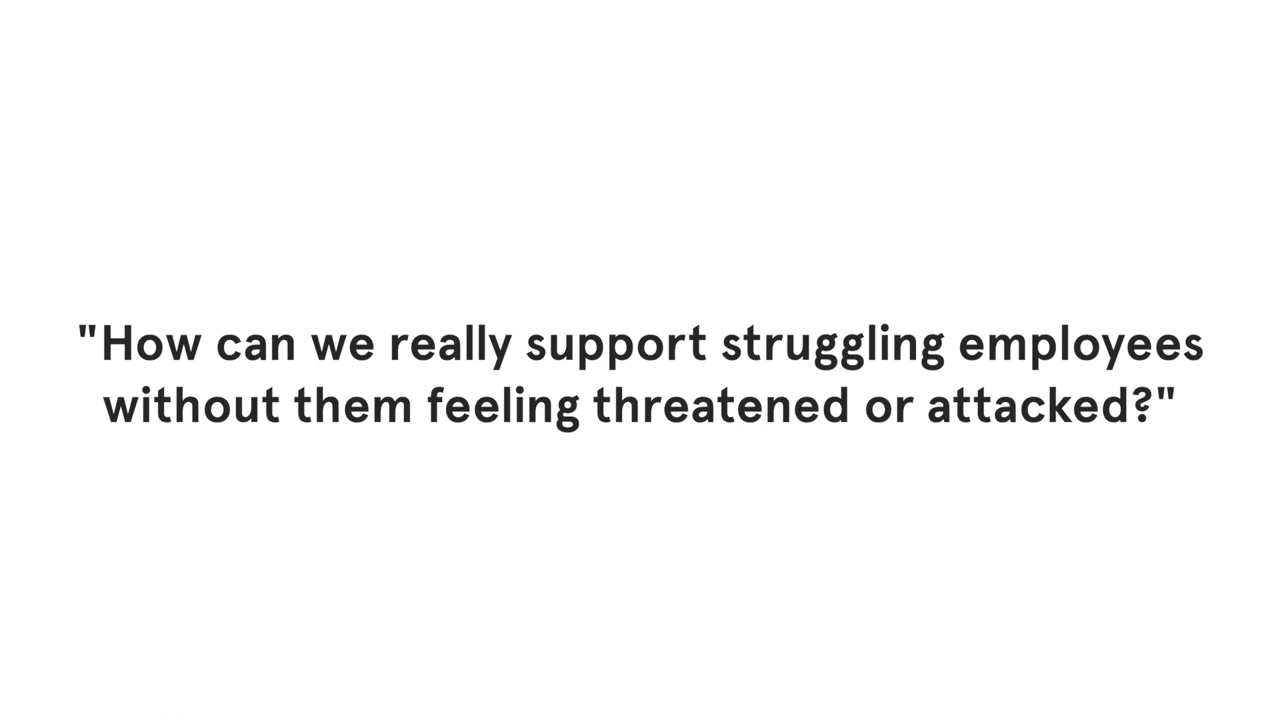 "How can we really support struggling employees
without them feeling threatened or attacked?"